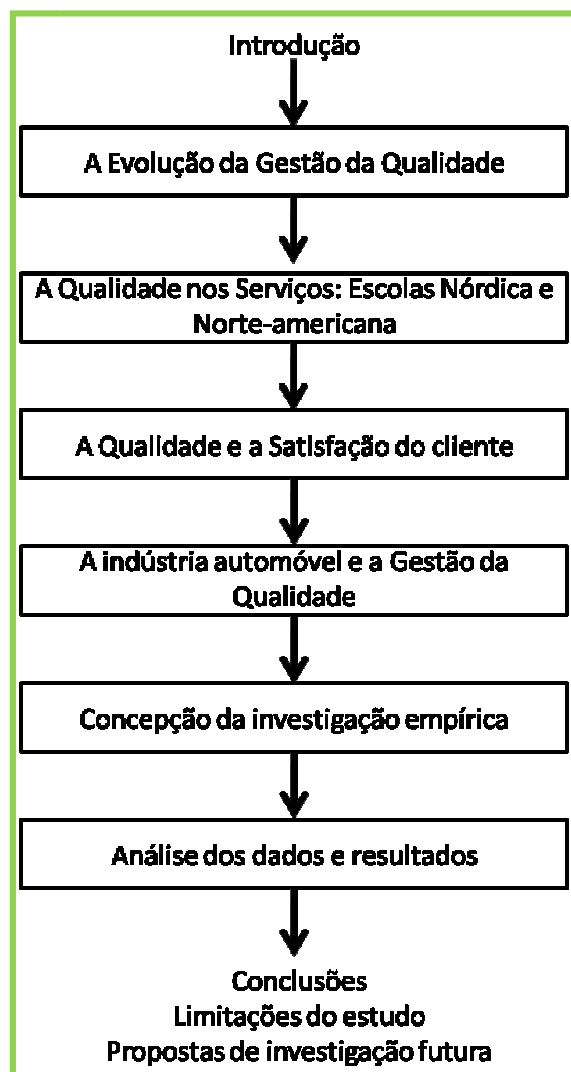 Introdução
A Evolução da Gestão da Qualidade
A Qualidade nos Serviços: Escolas Nórdica e
Norte-americana
A Qualidade e a Satisfação do cliente
A indústria automóvel e a Gestão da
Qualidade
Concepção da investigação empírica
Análise dos dados e resultados
Conclusões
Limitações do estudo
Propostas de investigação futura